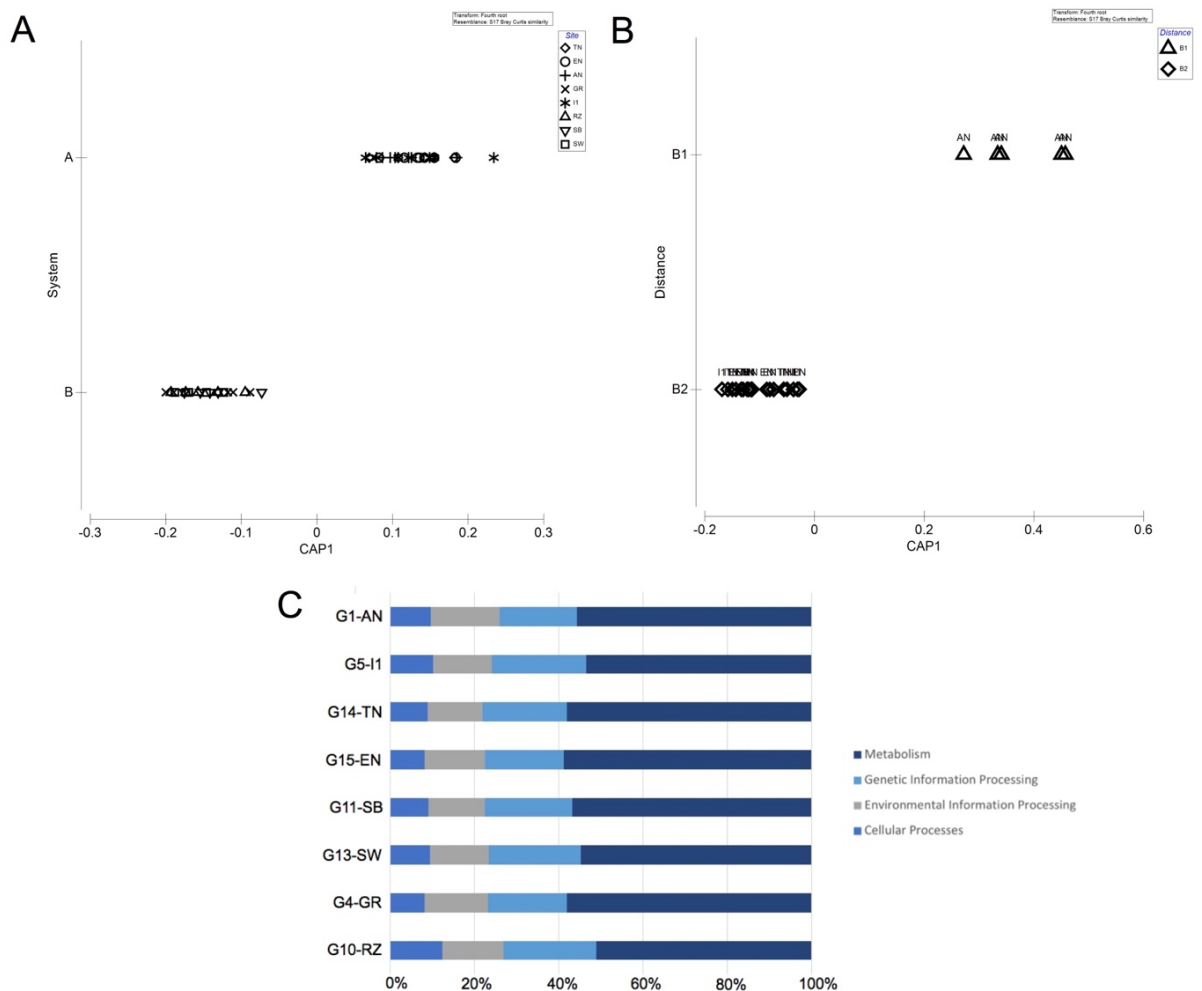 A
Transform: Fourth root
Resemblance: S17 Bray Curtis similarity
Site
TN
EN
AN
GR
I1
RZ
SB
SW
System
A
B
-0.3
-0.2
-0.1
0
0.1
0.2
0.3
CAP1
B
Transform: Fourth root
Resemblance: S17 Bray Curtis similarity
Distance
B1
B2
Distance
B1
B2
AN
-0.2
0
0.2
0.4
0.6
CAP1
C
G1-AN
G5-I1
G14-TN
G15-EN
G11-SB
G13-SW
G4-GR
G10-RZ
0%
20%
40%
60%
80%
100%
Metabolism
Genetic Information Processing
Environmental Information Processing
Cellular Processes